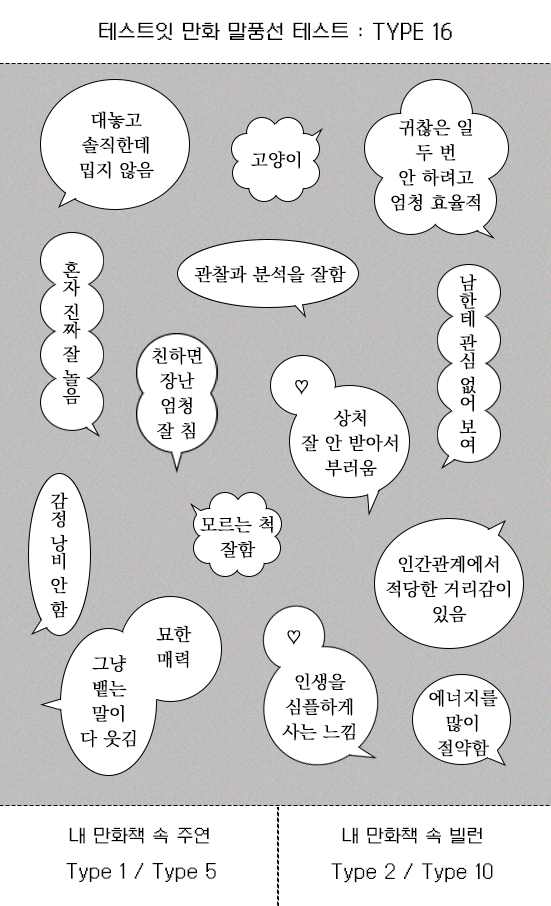 테스트잇 만화 말풍선 테스트 : TYPE 16
대놓고
솔직한데
밉지 않음
고양이
귀찮은 일
두 번
안 하려고
엄청 효율적
혼자 진짜 잘 놀음
관찰과 분석을 잘함
남한테 관심 없어 보여
친하면
장난
엄청
잘 침
♡
상처
잘 안 받아서
부러움
감정 낭비 안 함
모르는 척
잘함
인간관계에서
적당한 거리감이
있음
묘한
매력
그냥
뱉는
말이
다 웃김
♡
인생을
심플하게
사는 느낌
에너지를
많이
절약함
내 만화책 속 주연
Type 1 / Type 5
내 만화책 속 빌런
Type 2 / Type 10